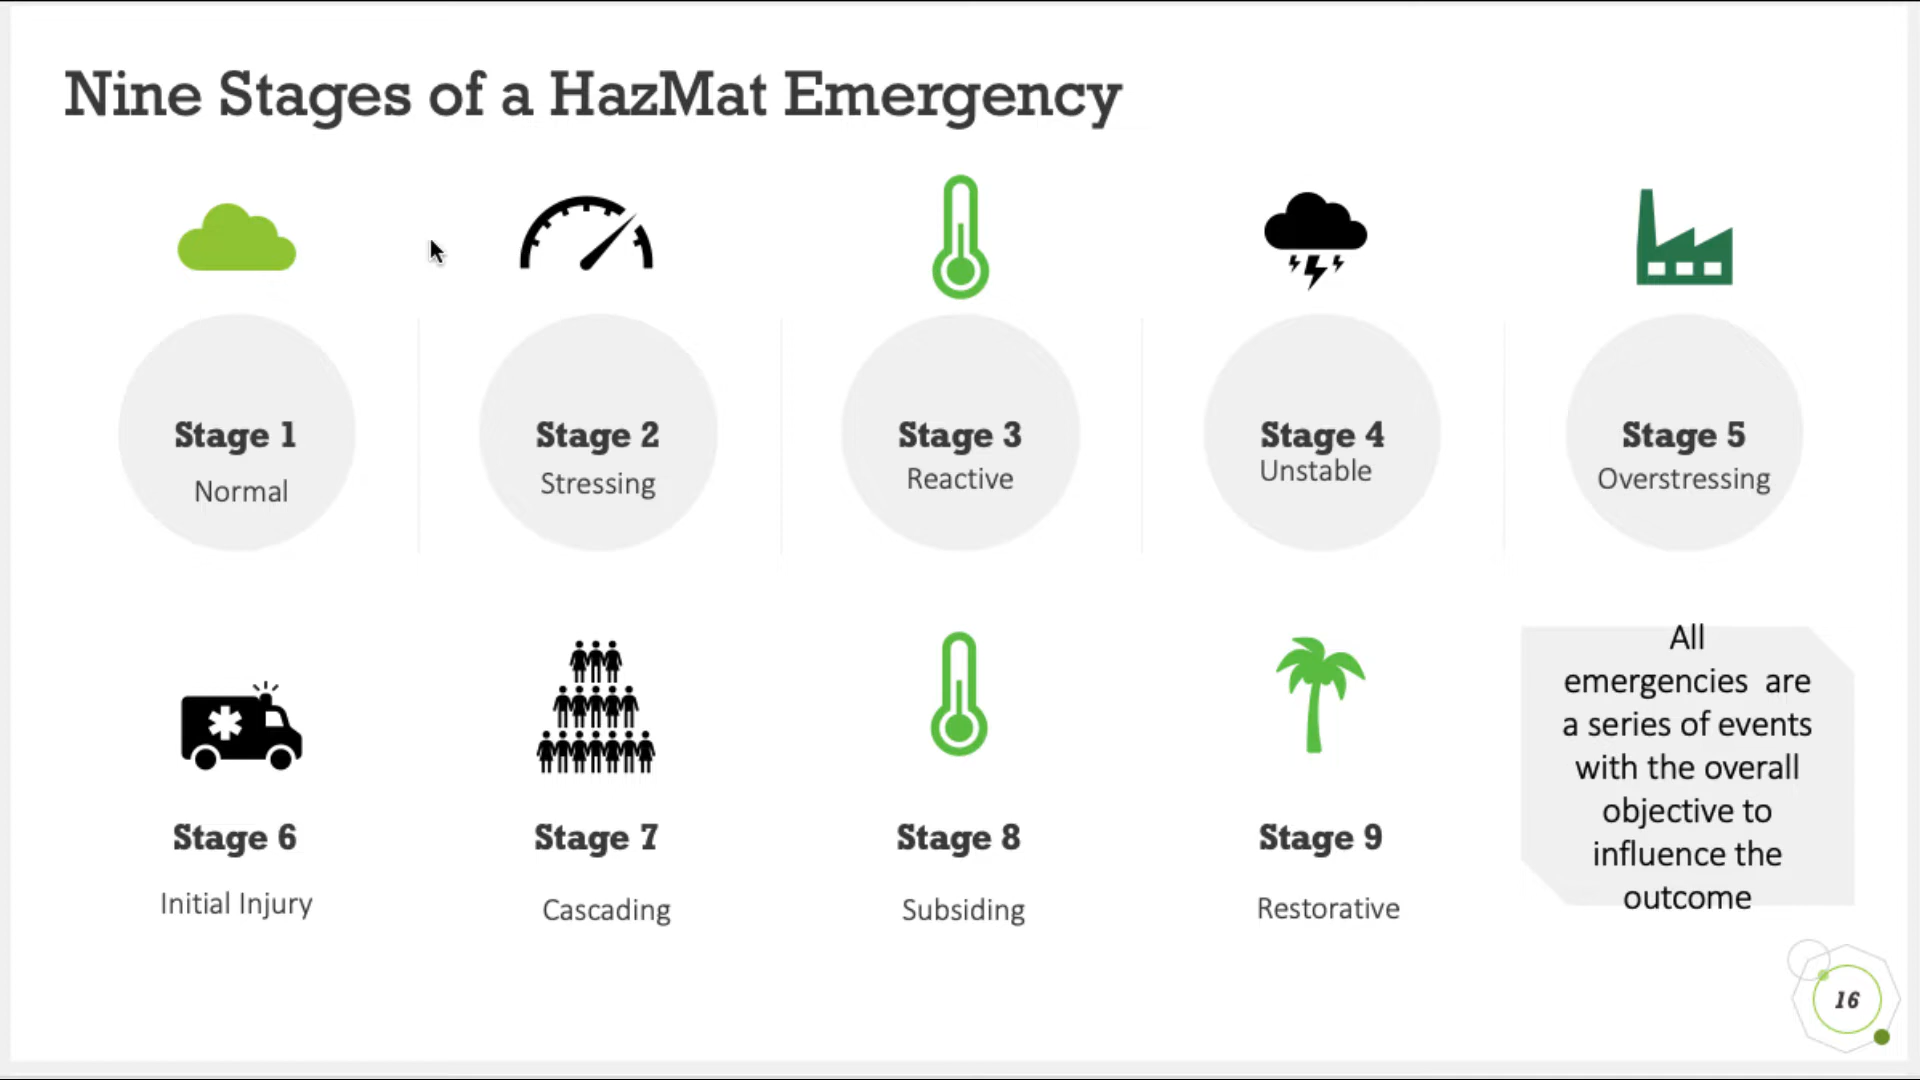 Nine Stages of a HazMat Emergency
Stage 1
Normal
Stage 2
Stressing
Stage 3
Reactive
Stage 4
Unstable
Stage 5
Overstressing
Stage 6
Initial Injury
Stage 7
Cascading
Stage 8
Subsiding
Stage 9
Restorative
All
emergencies are
a series of events
with the overall
objective to
influence the
outcome
16